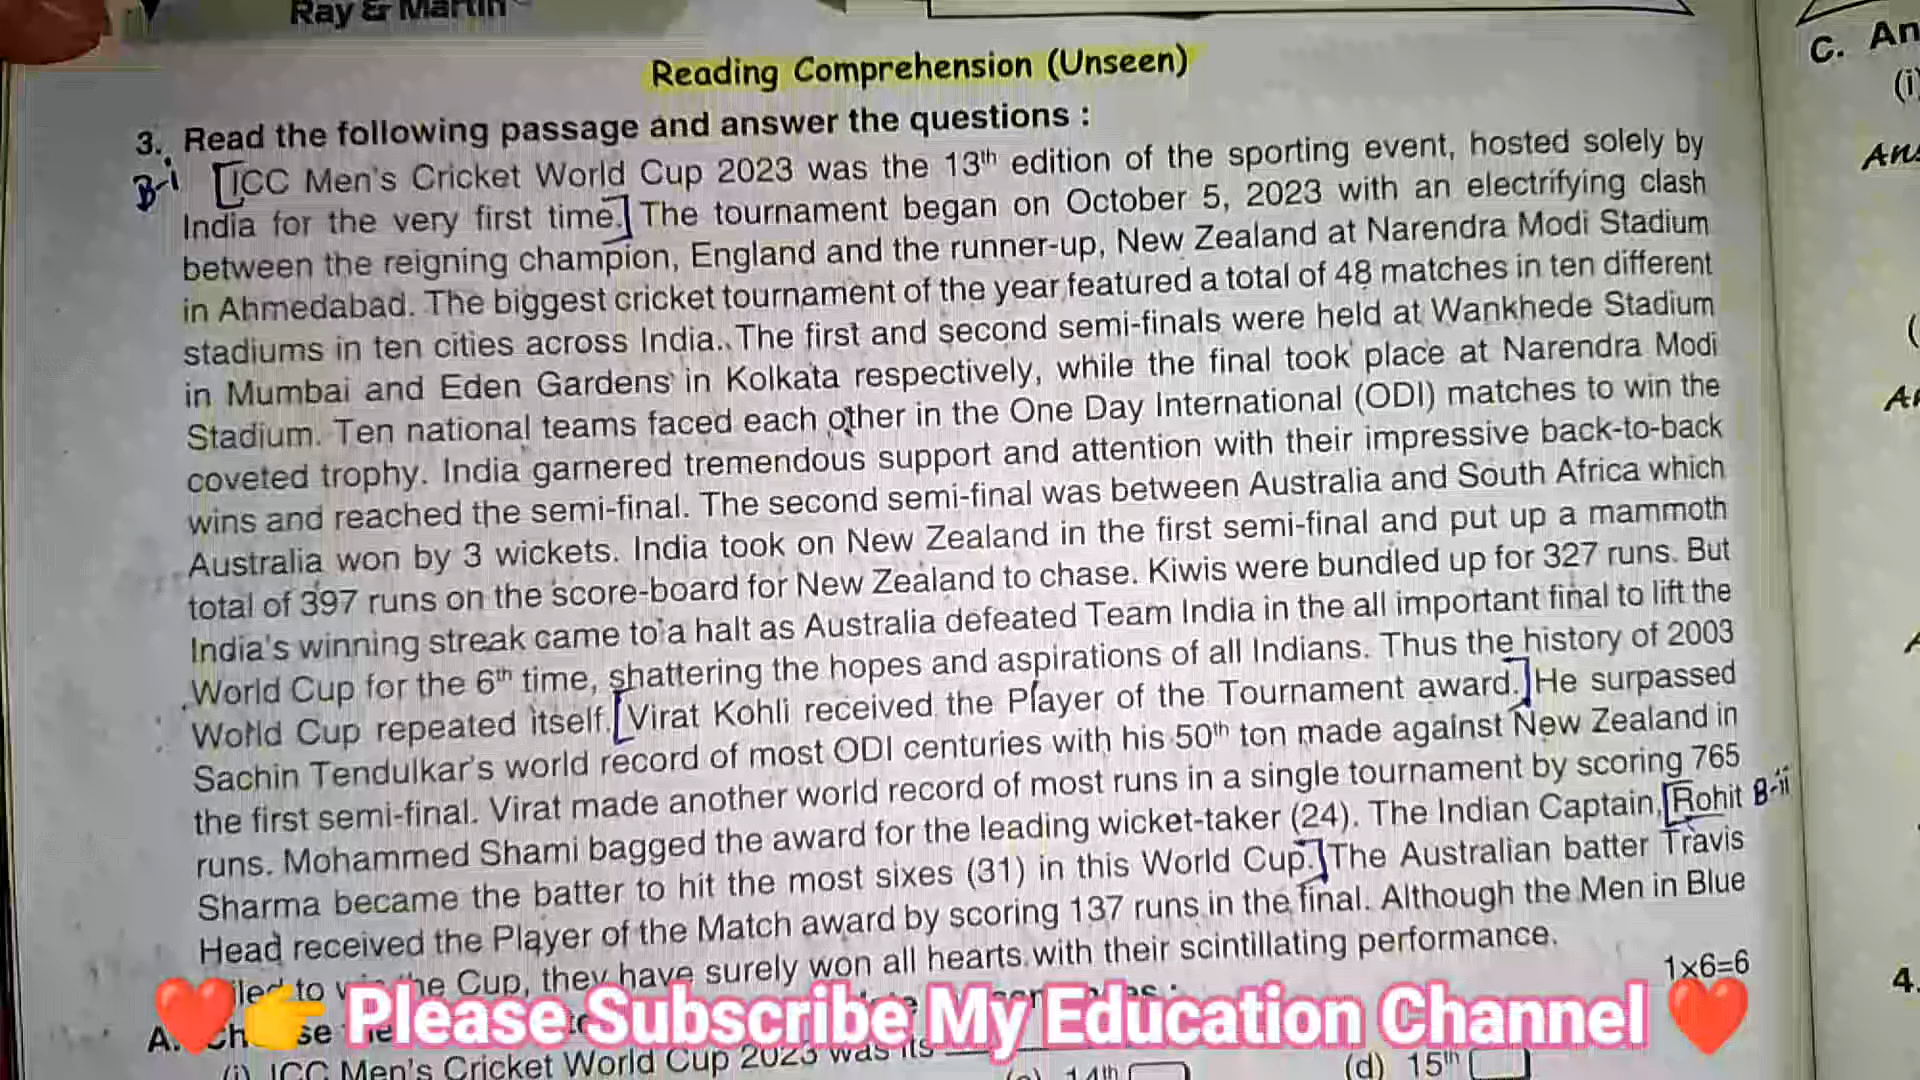 Ray & Martin
Reading Comprehension (Unseen)
3. Read the following passage and answer the questions :
B-i [ICC Men's Cricket World Cup 2023 was the 13th edition of the sporting event, hosted solely by
India for the very first time.] The tournament began on October 5, 2023 with an electrifying clash
between the reigning champion, England and the runner-up, New Zealand at Narendra Modi Stadium
in Ahmedabad. The biggest cricket tournament of the year featured a total of 48 matches in ten different
stadiums in ten cities across India. The first and second semi-finals were held at Wankhede Stadium
in Mumbai and Eden Gardens in Kolkata respectively, while the final took place at Narendra Modi
Stadium. Ten national teams faced each other in the One Day International (ODI) matches to win the
coveted trophy. India garnered tremendous support and attention with their impressive back-to-back
wins and reached the semi-final. The second semi-final was between Australia and South Africa which
Australia won by 3 wickets. India took on New Zealand in the first semi-final and put up a mammoth
total of 397 runs on the score-board for New Zealand to chase. Kiwis were bundled up for 327 runs. But
India's winning streak came to a halt as Australia defeated Team India in the all important final to lift the
World Cup for the 6th time, shattering the hopes and aspirations of all Indians. Thus the history of 2003
World Cup repeated itself. [Virat Kohli received the Player of the Tournament award.] He surpassed
Sachin Tendulkar's world record of most ODI centuries with his 50th ton made against New Zealand in
the first semi-final. Virat made another world record of most runs in a single tournament by scoring 765
runs. Mohammed Shami bagged the award for the leading wicket-taker (24). The Indian Captain, [Rohit B-ii
Sharma became the batter to hit the most sixes (31) in this World Cup.] The Australian batter Travis
Head received the Player of the Match award by scoring 137 runs in the final. Although the Men in Blue
to the Cup, they have surely won all hearts with their scintillating performance.
1x6=6
A.
👉 Please Subscribe My Education Channel
(i) ICC Men's Cricket World Cup 2023 was its
14th
(d) 15th
C. An
(i)
Ans
4.